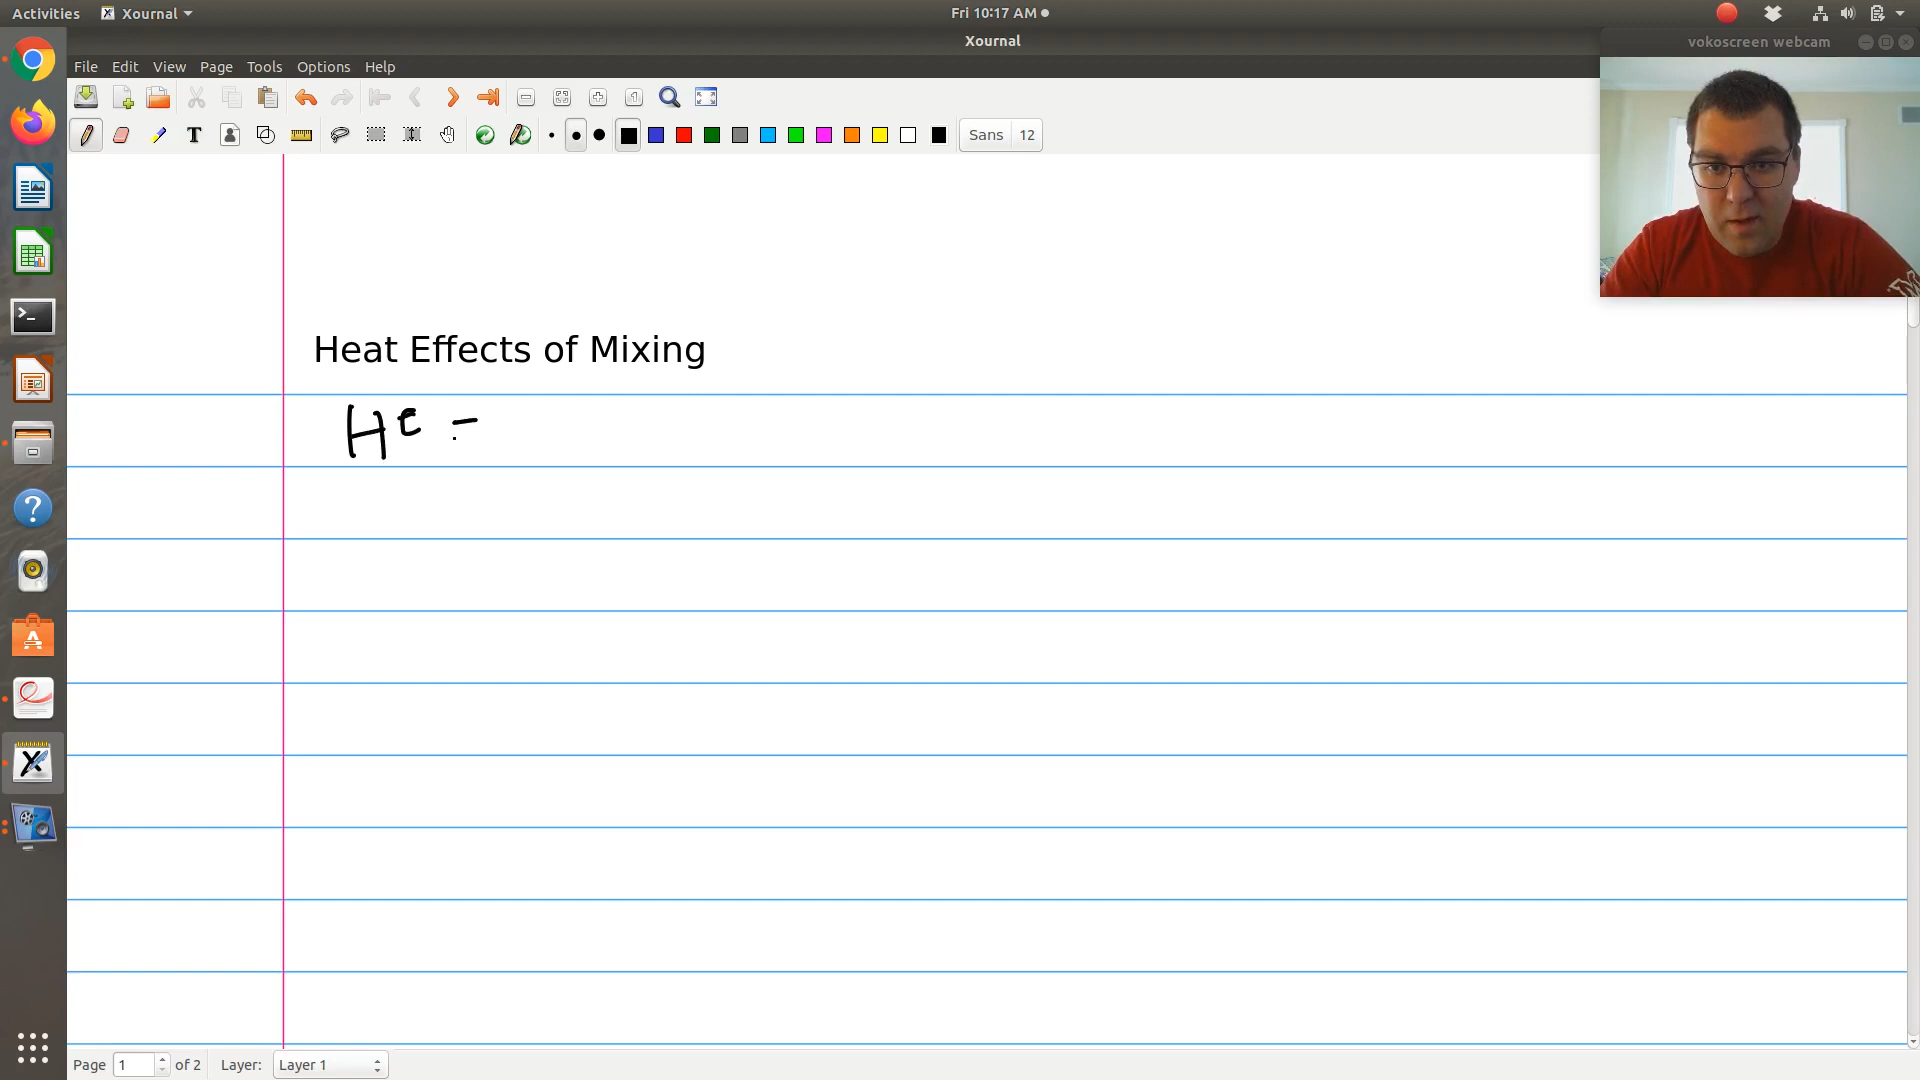 Activities Xournal Fri 10:17 AM
Xournal
vokoscreen webcam
File Edit View Page Tools Options Help
Sans 12
Heat Effects of Mixing
H^E =
Page 1 of 2 Layer: Layer 1